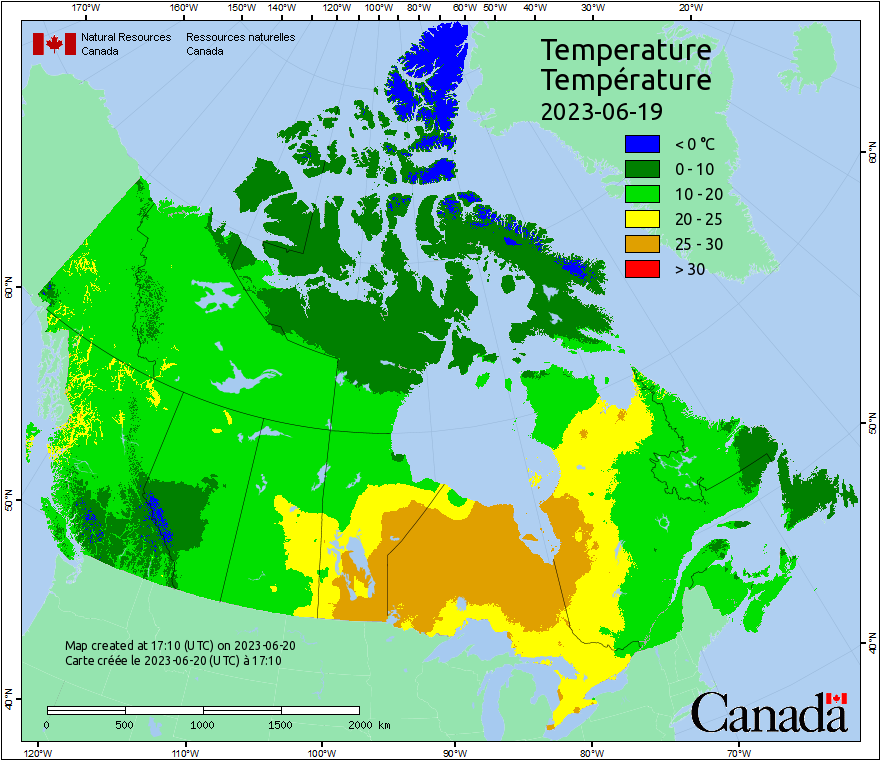 170°W 160°W 150°W 140°W 120°W 110°W 100°W 80°W 60°W 50°W 40°W 30°W 20°W
Natural Resources Ressources naturelles
Canada Canada
Temperature
Température
2023-06-19
< 0 °C
0 - 10
10 - 20
20 - 25
25 - 30
> 30
60°N
60°N
50°N
50°N
40°N
40°N
Map created at 17:10 (UTC) on 2023-06-20
Carte créée le 2023-06-20 (UTC) à 17:10
0 500 1000 1500 2000 km
Canada
120°W 110°W 100°W 90°W 80°W 70°W